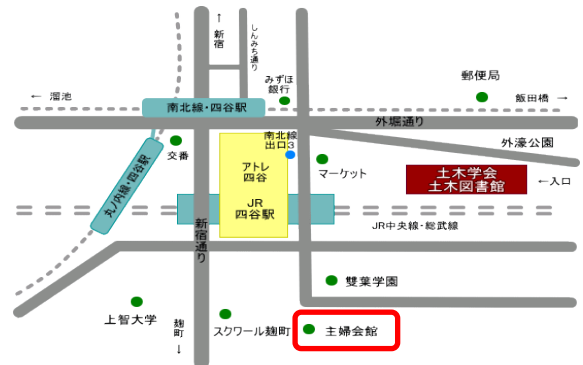 ↑
新宿
しんみち通り
← 溜池
みずほ
銀行
郵便局
飯田橋 →
南北線・四谷駅
外堀通り
交番
南北線
出口3
外濠公園
アトレ
四谷
マーケット
土木学会
土木図書館
←入口
丸ノ内線・四谷駅
JR
四谷駅
新宿通り
JR中央線・総武線
雙葉学園
上智大学
麹町
↓
スクワール麹町
主婦会館